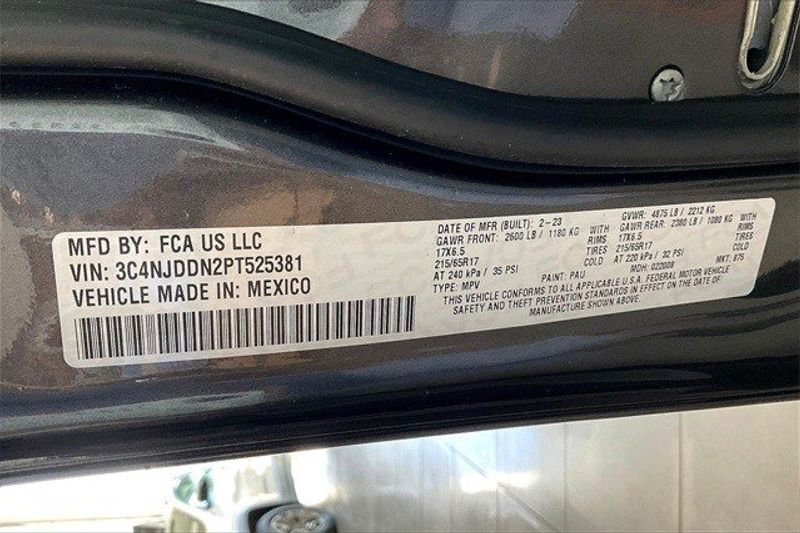 MFD BY: FCA US LLC
VIN: 3C4NJDDN2PT525381
VEHICLE MADE IN: MEXICO
DATE OF MFR (BUILT): 2-23 GVWR: 4875 LB / 2212 KG
GAWR FRONT: 2600 LB / 1180 KG WITH GAWR REAR: 2380 LB / 1080 KG WITH
17X6.5 RIMS 17X6.5 RIMS
215/65R17 TIRES 215/65R17 TIRES
AT 240 kPa / 35 PSI COLD AT 220 kPa / 32 PSI COLD
TYPE: MPV PAINT: PAU MDH: 022008 MKT: 875
THIS VEHICLE CONFORMS TO ALL APPLICABLE U.S.A. FEDERAL MOTOR VEHICLE
SAFETY AND THEFT PREVENTION STANDARDS IN EFFECT ON THE DATE OF
MANUFACTURE SHOWN ABOVE.